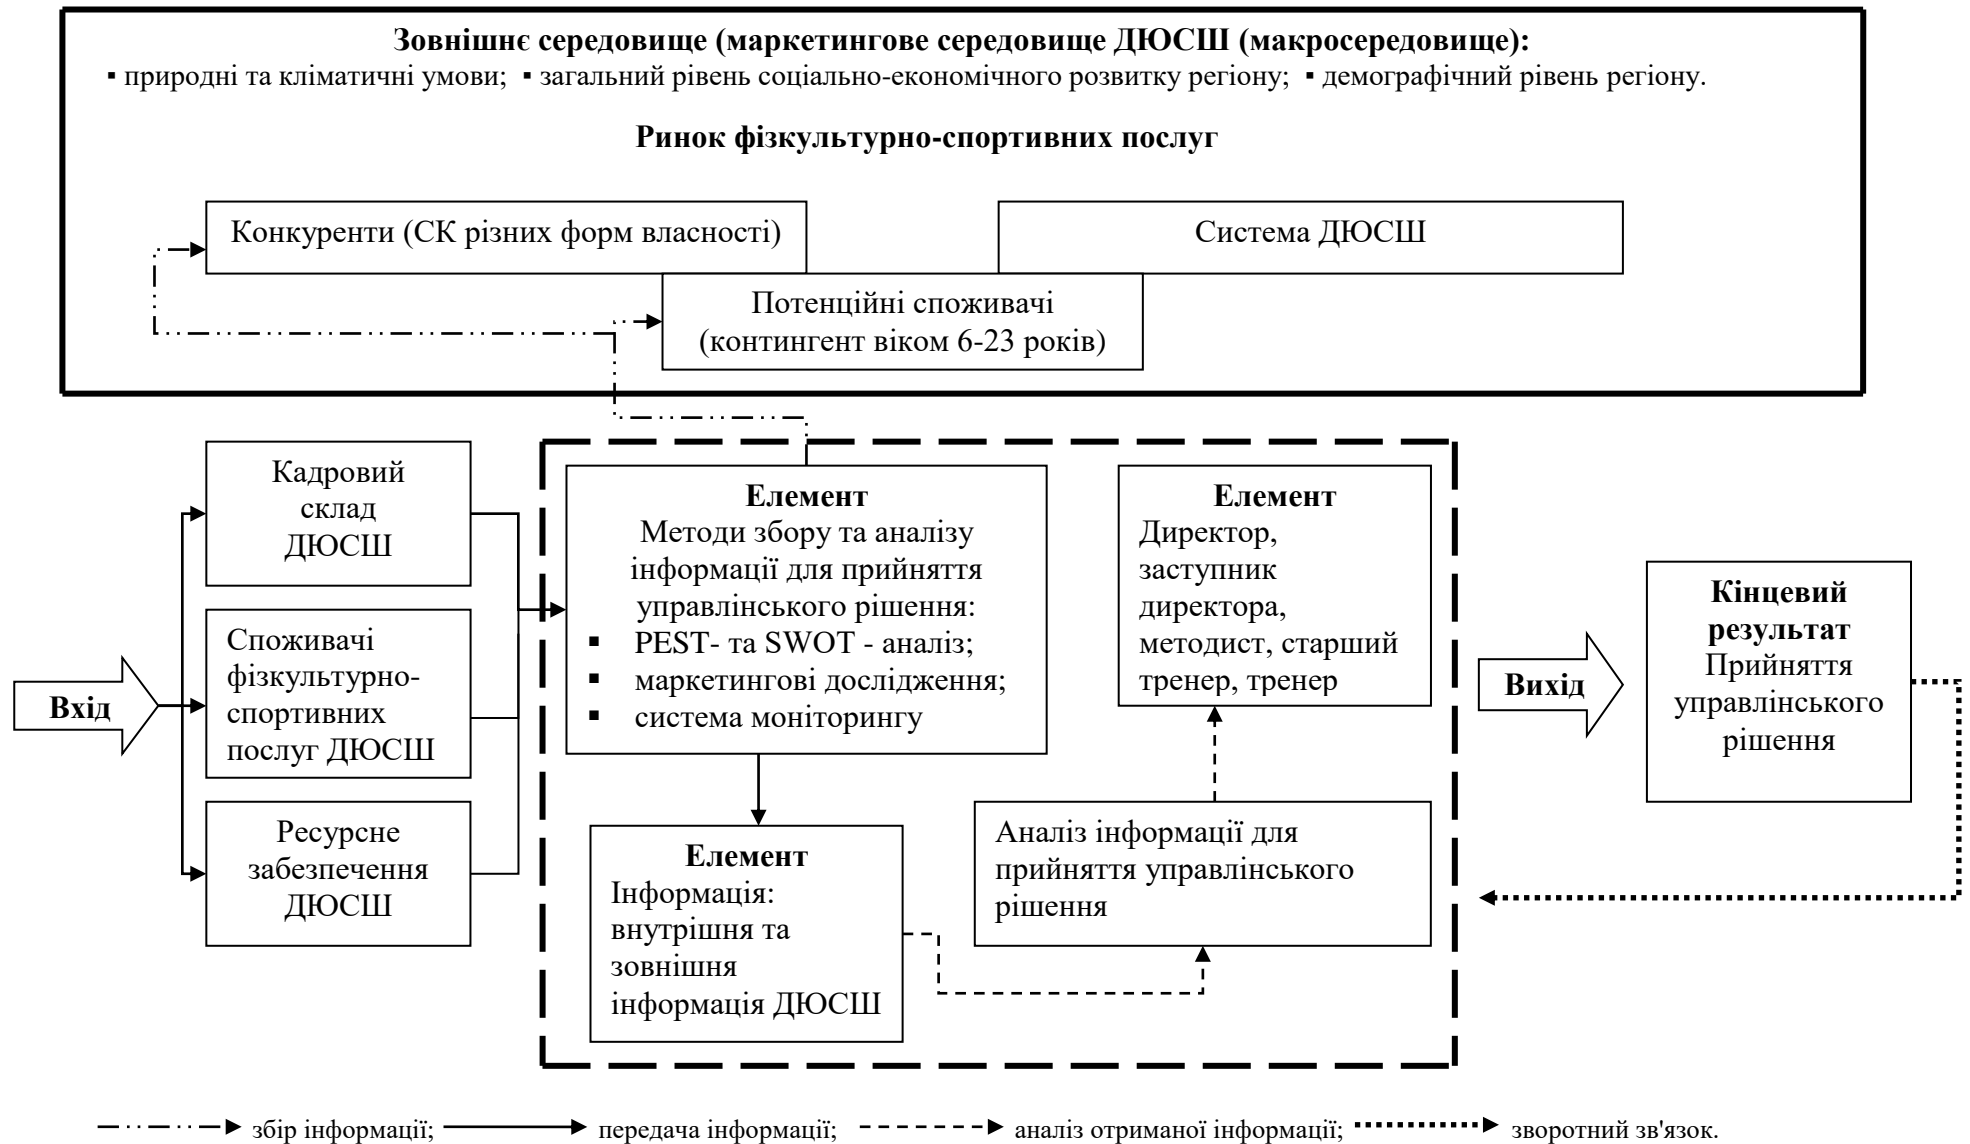 Зовнішнє середовище (маркетингове середовище ДЮСШ (макросередовище):
▪ природні та кліматичні умови; ▪ загальний рівень соціально-економічного розвитку регіону; ▪ демографічний рівень регіону.
Ринок фізкультурно-спортивних послуг
Конкуренти (СК різних форм власності)
Система ДЮСШ
Потенційні споживачі
(контингент віком 6-23 років)
Вхід
Кадровий
склад
ДЮСШ
Споживачі
фізкультурно-
спортивних
послуг ДЮСШ
Ресурсне
забезпечення
ДЮСШ
Елемент
Методи збору та аналізу
інформації для прийняття
управлінського рішення:
▪ PEST- та SWOT - аналіз;
▪ маркетингові дослідження;
▪ система моніторингу
Елемент
Інформація:
внутрішня та
зовнішня
інформація ДЮСШ
Елемент
Директор,
заступник
директора,
методист, старший
тренер, тренер
Аналіз інформації для
прийняття управлінського
рішення
Вихід
Кінцевий
результат
Прийняття
управлінського
рішення
збір інформації; передача інформації; аналіз отриманої інформації; зворотний зв'язок.